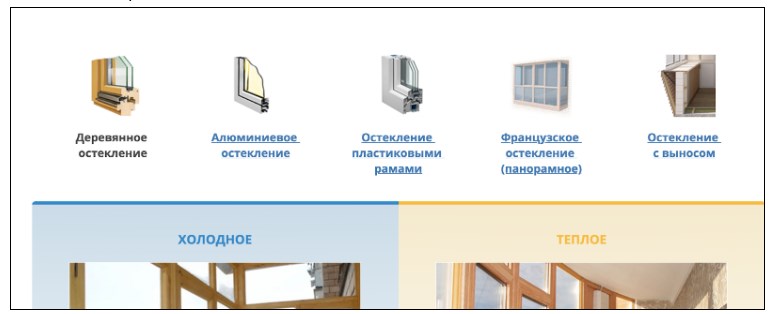 Деревянное остекление
Алюминиевое остекление
Остекление пластиковыми рамами
Французское остекление (панорамное)
Остекление с выносом
ХОЛОДНОЕ
ТЕПЛОЕ